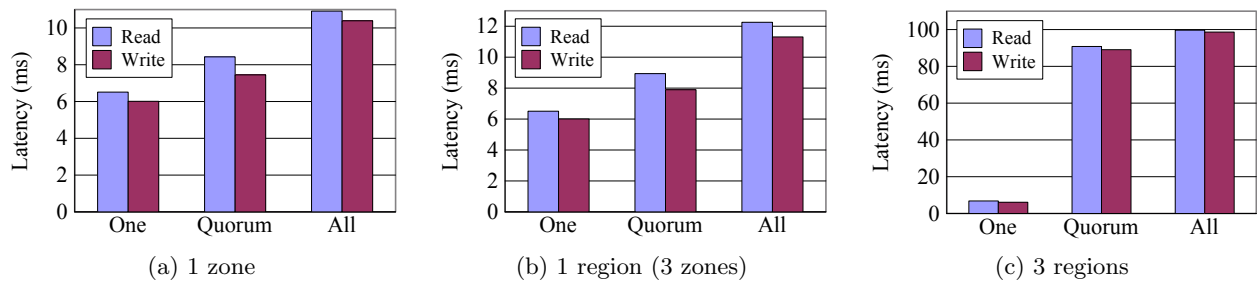 Latency (ms)
10
8
6
4
2
0
Read
Write
One Quorum All
(a) 1 zone
Latency (ms)
12
10
8
6
4
2
0
Read
Write
One Quorum All
(b) 1 region (3 zones)
Latency (ms)
100
80
60
40
20
0
Read
Write
One Quorum All
(c) 3 regions